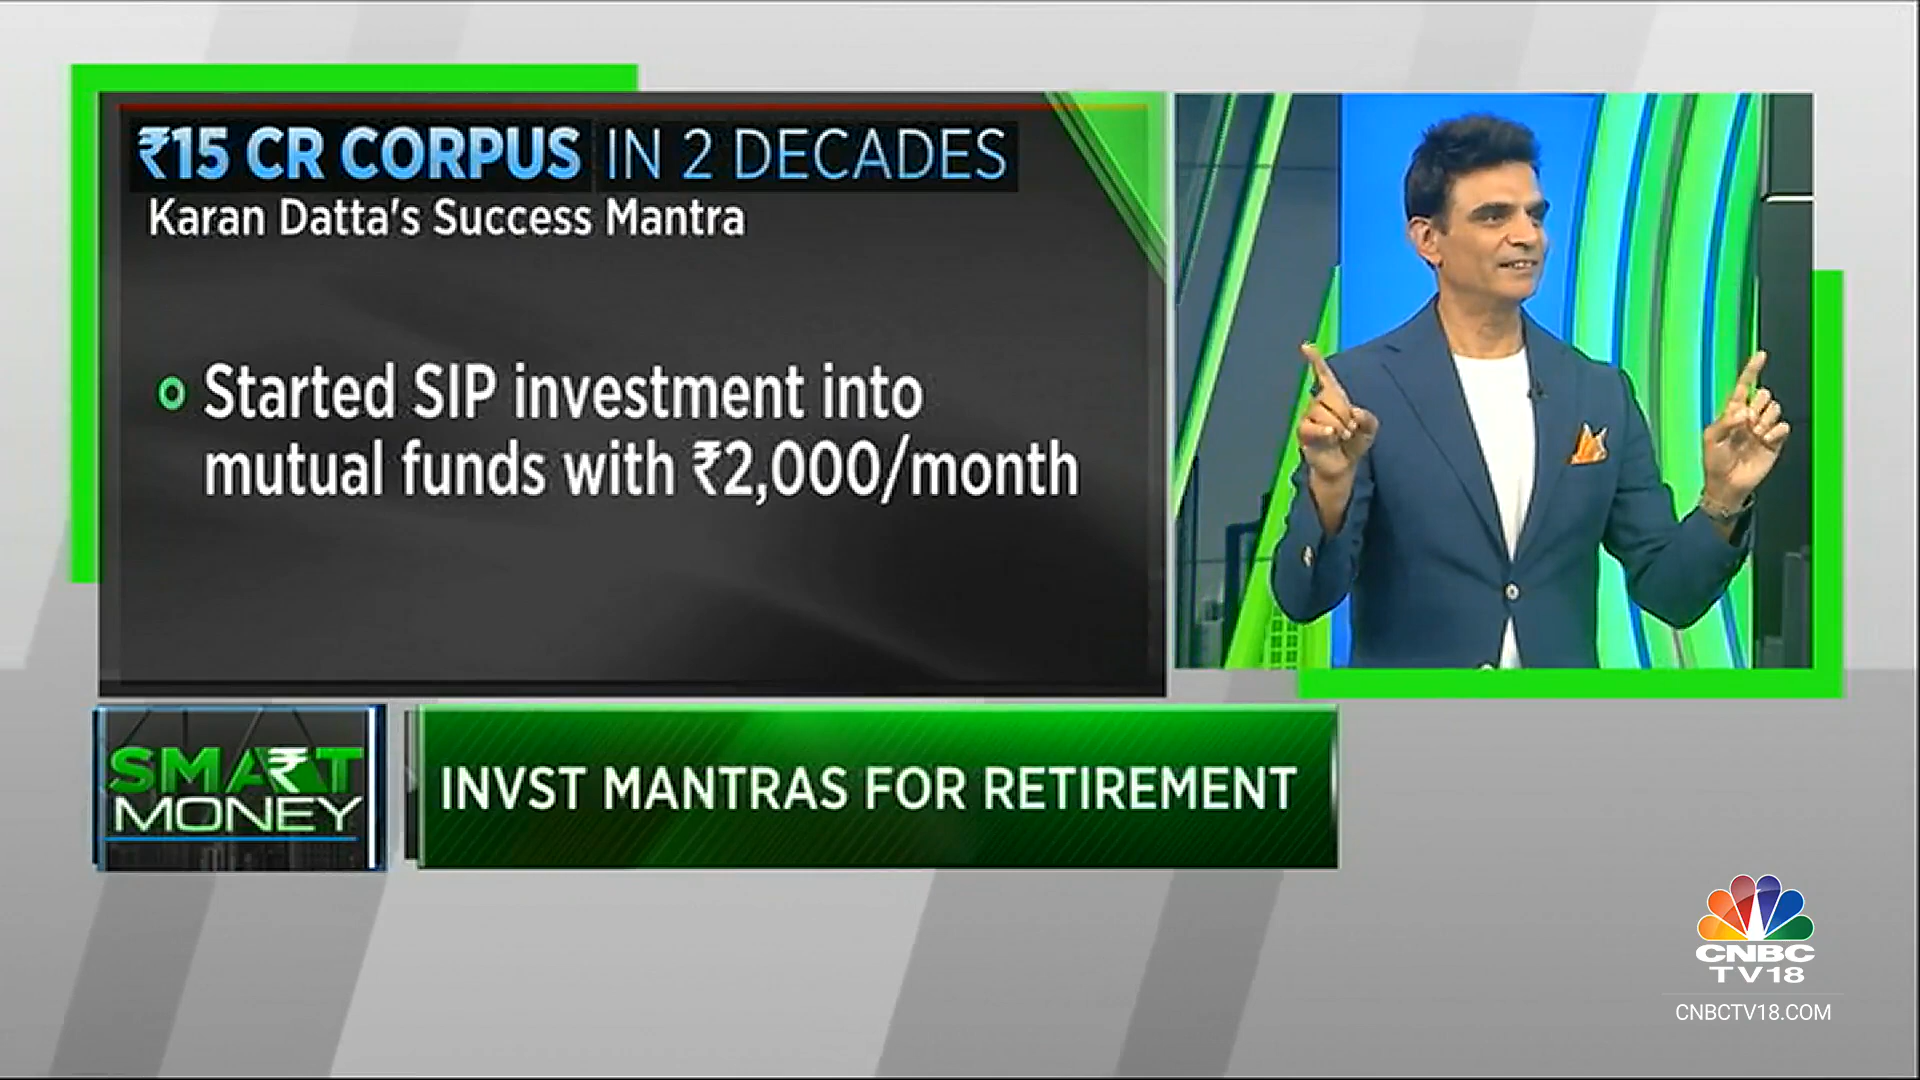 ₹15 CR CORPUS IN 2 DECADES
Karan Datta's Success Mantra
Started SIP investment into
mutual funds with ₹2,000/month
SMA₹T
MONEY
INVST MANTRAS FOR RETIREMENT
CNBC
TV18
CNBCTV18.COM